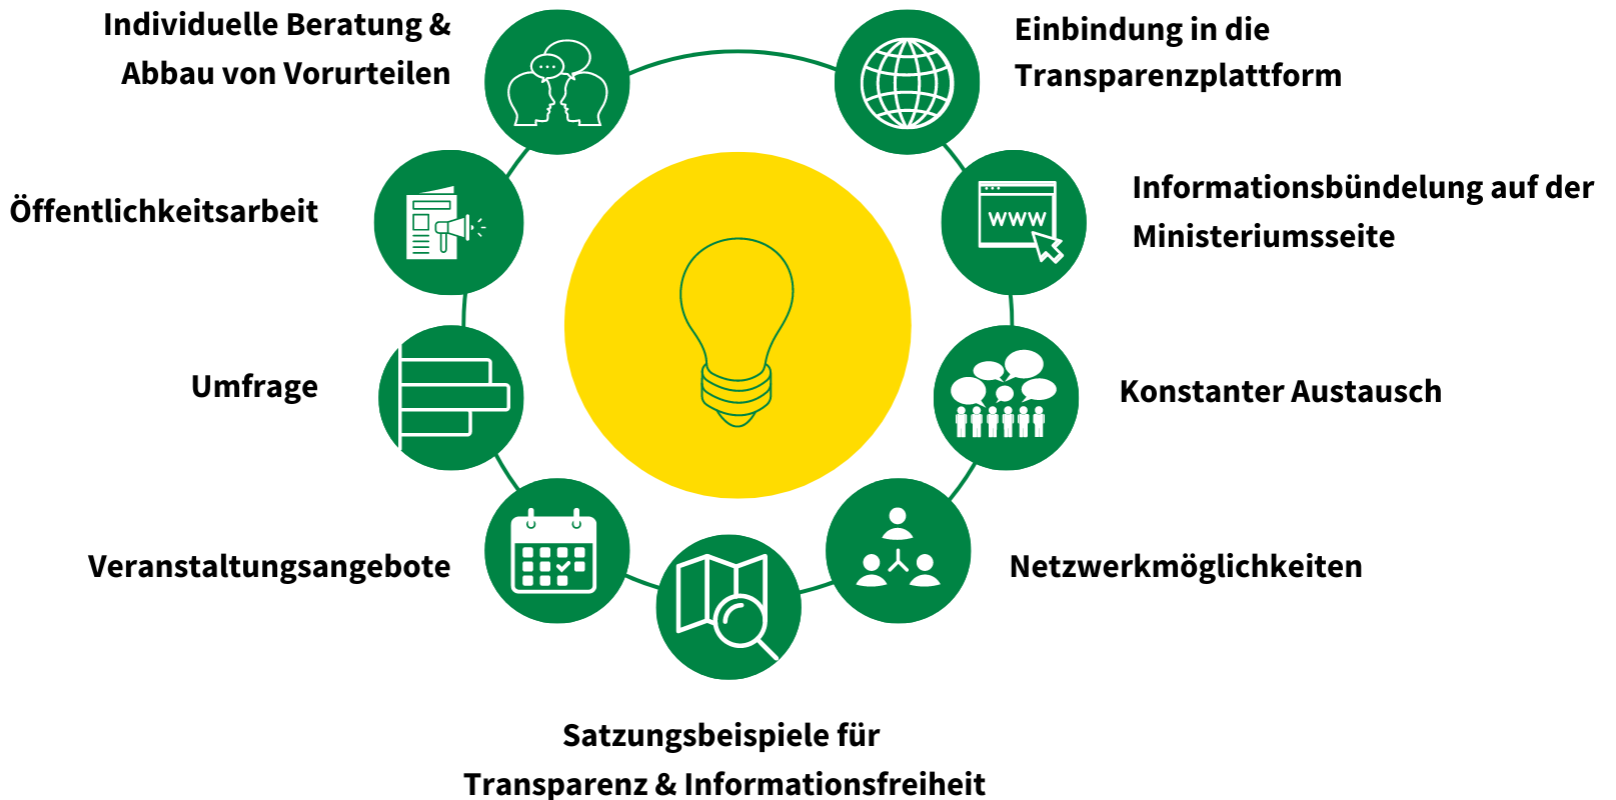 Individuelle Beratung &
Abbau von Vorurteilen
Einbindung in die
Transparenzplattform
Öffentlichkeitsarbeit
WWW
Informationsbündelung auf der
Ministeriumsseite
Umfrage
Konstanter Austausch
Veranstaltungsangebote
Netzwerkmöglichkeiten
Satzungsbeispiele für
Transparenz & Informationsfreiheit